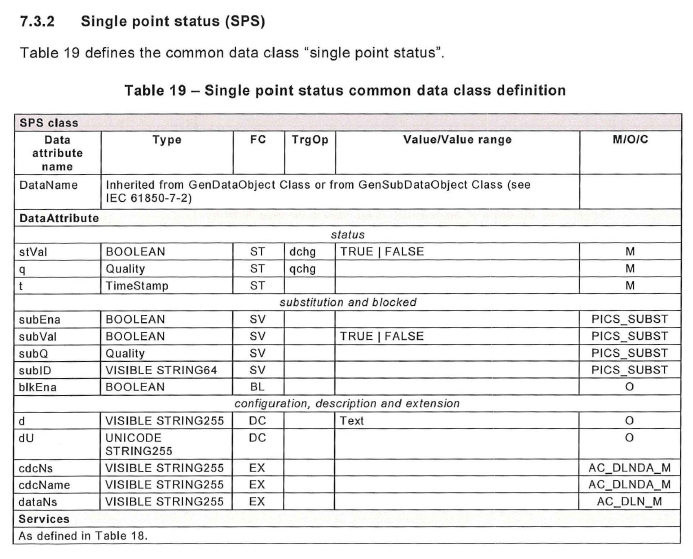 7.3.2 Single point status (SPS)
Table 19 defines the common data class “single point status”.
Table 19 – Single point status common data class definition
SPS class
Data attribute name Type FC TrgOp Value/Value range M/O/C
DataName Inherited from GenDataObject Class or from GenSubDataObject Class (see IEC 61850-7-2)
DataAttribute
status
stVal BOOLEAN ST dchg TRUE | FALSE M
q Quality ST qchg M
t TimeStamp ST M
substitution and blocked
subEna BOOLEAN SV PICS_SUBST
subVal BOOLEAN SV TRUE | FALSE PICS_SUBST
subQ Quality SV PICS_SUBST
subID VISIBLE STRING64 SV PICS_SUBST
blkEna BOOLEAN BL O
configuration, description and extension
d VISIBLE STRING255 DC Text O
dU UNICODE STRING255 DC O
cdcNs VISIBLE STRING255 EX AC_DLNDA_M
cdcName VISIBLE STRING255 EX AC_DLNDA_M
dataNs VISIBLE STRING255 EX AC_DLN_M
Services
As defined in Table 18.